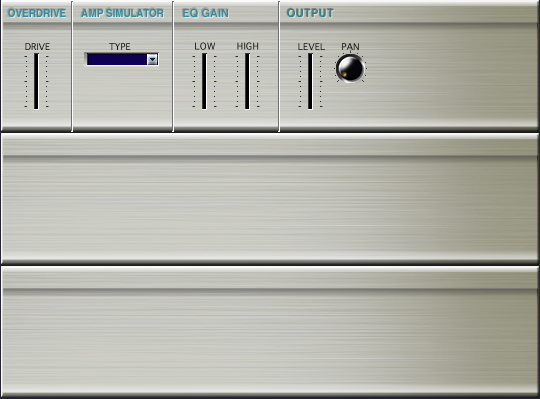 OVERDRIVE AMP SIMULATOR EQ GAIN OUTPUT
DRIVE TYPE LOW HIGH LEVEL PAN